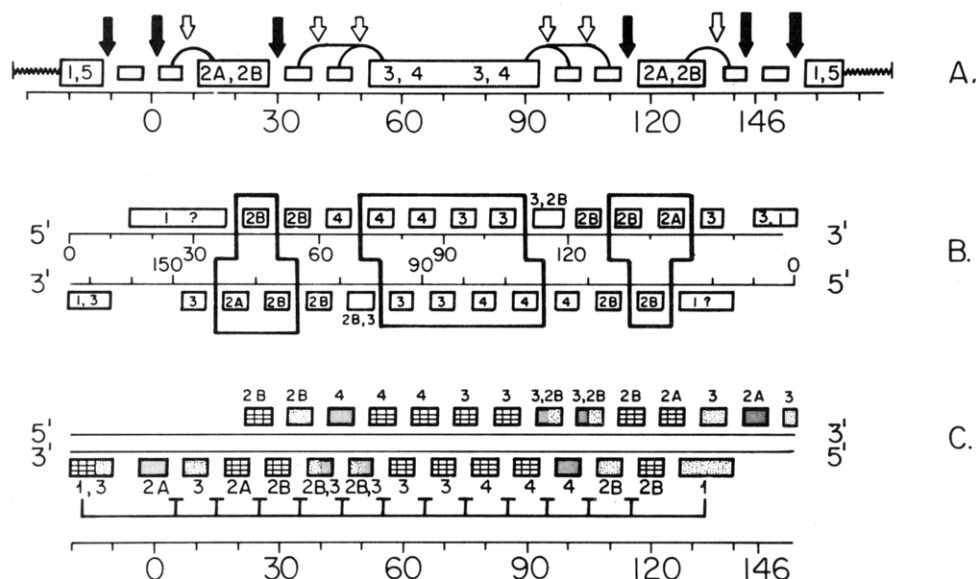 1,5 2A,2B 3, 4 3, 4 2A,2B 1,5 A.
0 30 60 90 120 146
3,2B
1 ? 2B 2B 4 4 4 3 3 2B 2B 2A 3 3, 1
5' 3'
0 30 60 90 120 B.
150 90 0
3' 5'
1, 3 3 2A 2B 2B 3 3 4 4 4 2B 2B 1 ?
2B,3
2B 2B 4 4 4 3 3 3,2B 3,2B 2B 2A 3 2A 3
5' 3'
3' 5' C.
1, 3 2A 3 2A 2B 2B,3 2B,3 3 3 4 4 4 2B 2B 1
0 30 60 90 120 146